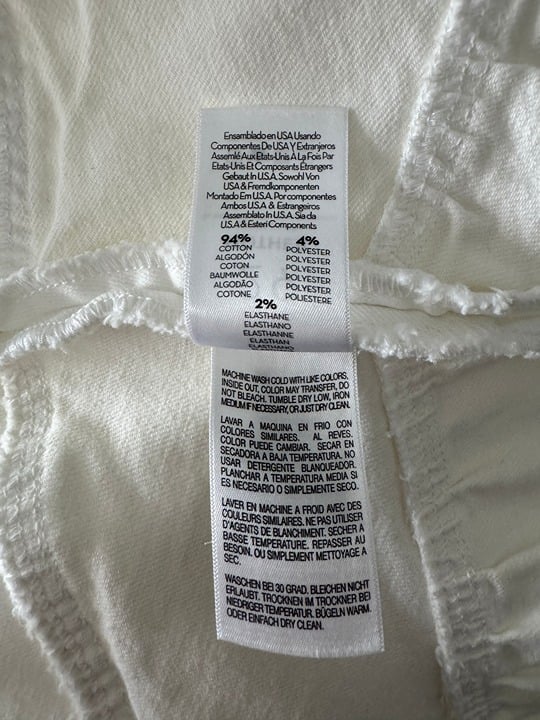 Ensamblado en USA Usando
Componentes De USA Y Extranjeros
Assemlé Aux Etats-Unis À La Fois Par
Etats-Unis Et Composants Étrangers
Gebaut In U.S.A. Sowohl Von
USA & Fremdkomponenten
Montado Em U.S.A. Por componentes
Ambos U.S.A & Estrangeiros
Assemblato In U.S.A. Sia da
U.S.A & Esteri Componenti
94% 4%
COTTON POLYESTER
ALGODÓN POLYESTER
COTON POLYESTER
BAUMWOLLE POLYESTER
ALGODÃO POLYESTER
COTONE POLIESTERE
2%
ELASTHANE
ELASTHANO
ELASTHANNE
ELASTHAN
ELASTHANO
MACHINE WASH COLD WITH LIKE COLORS,
INSIDE OUT, COLOR MAY TRANSFER, DO
NOT BLEACH. TUMBLE DRY LOW, IRON
MEDIUM IF NECESSARY, OR JUST DRY CLEAN.
LAVAR A MAQUINA EN FRIO CON
COLORES SIMILARES. AL REVES.
COLOR PUEDE CAMBIAR. SECAR EN
SECADORA A BAJA TEMPERATURA. NO
USAR DETERGENTE BLANQUEADOR.
PLANCHAR A TEMPERATURA MEDIA SI
ES NECESARIO O SIMPLEMENTE SECO.
LAVER EN MACHINE A FROID AVEC DES
COULEURS SIMILAIRES. NE PAS UTILISER
D'AGENTS DE BLANCHIMENT. SECHER A
BASSE TEMPERATURE. REPASSER AU
BESOIN. OU SIMPLEMENT METTOYAGE A
SEC.
WASCHEN BEI 30 GRAD. BLEICHEN NICHT
ERLAUBT. TROCKNEN IM TROCKNER BEI
NIEDRIGER TEMPERATUR. BÜGELN WARM.
ODER EINFACH DRY CLEAN.